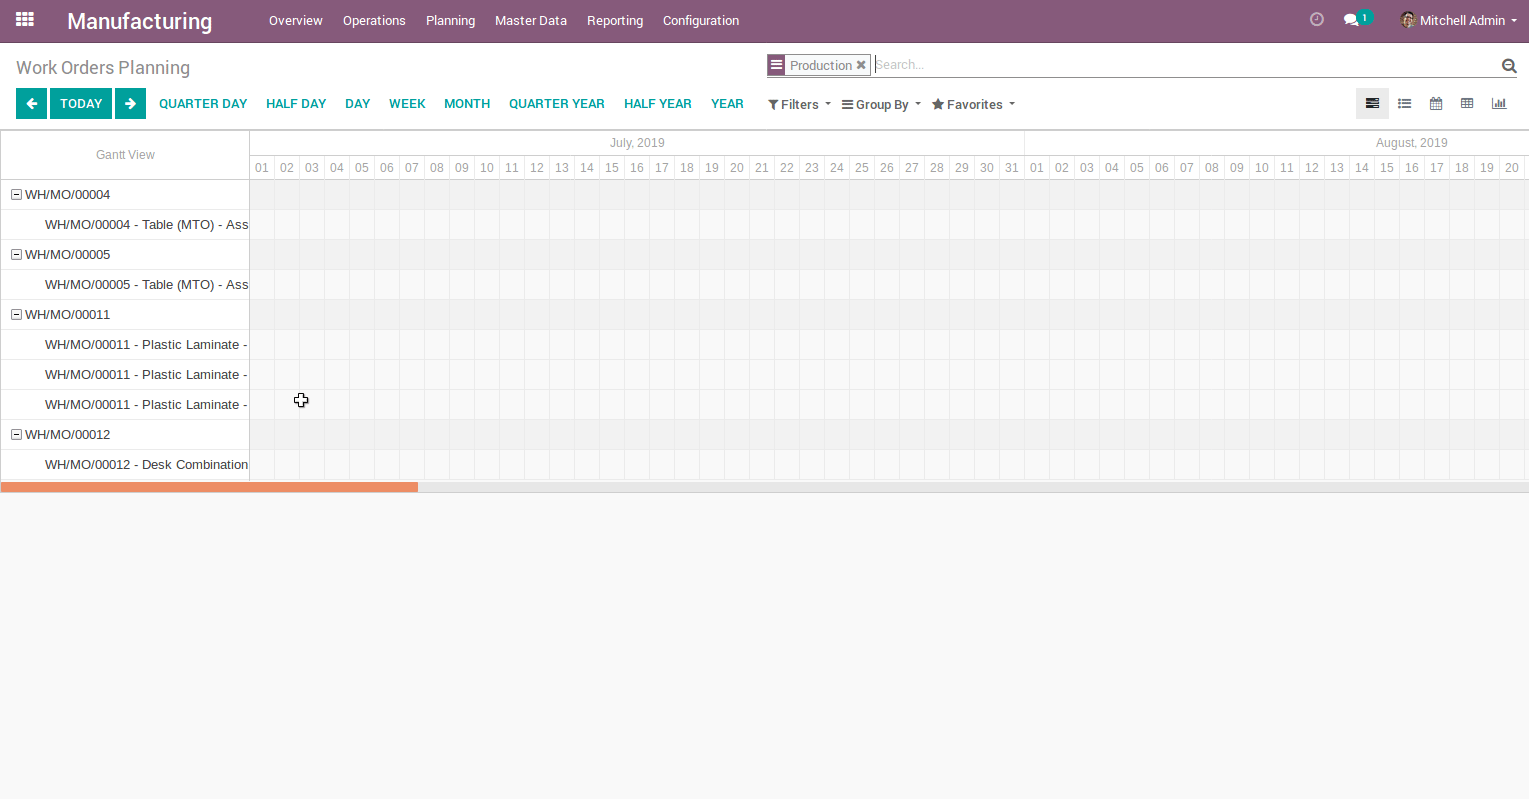 Manufacturing Overview Operations Planning Master Data Reporting Configuration 1 Mitchell Admin
Work Orders Planning Production Search...
TODAY QUARTER DAY HALF DAY DAY WEEK MONTH QUARTER YEAR HALF YEAR YEAR Filters Group By Favorites
Gantt View July, 2019 August, 2019
01 02 03 04 05 06 07 08 09 10 11 12 13 14 15 16 17 18 19 20 21 22 23 24 25 26 27 28 29 30 31 01 02 03 04 05 06 07 08 09 10 11 12 13 14 15 16 17 18 19 20
WH/MO/00004
WH/MO/00004 - Table (MTO) - Ass
WH/MO/00005
WH/MO/00005 - Table (MTO) - Ass
WH/MO/00011
WH/MO/00011 - Plastic Laminate -
WH/MO/00011 - Plastic Laminate -
WH/MO/00011 - Plastic Laminate -
WH/MO/00012
WH/MO/00012 - Desk Combination